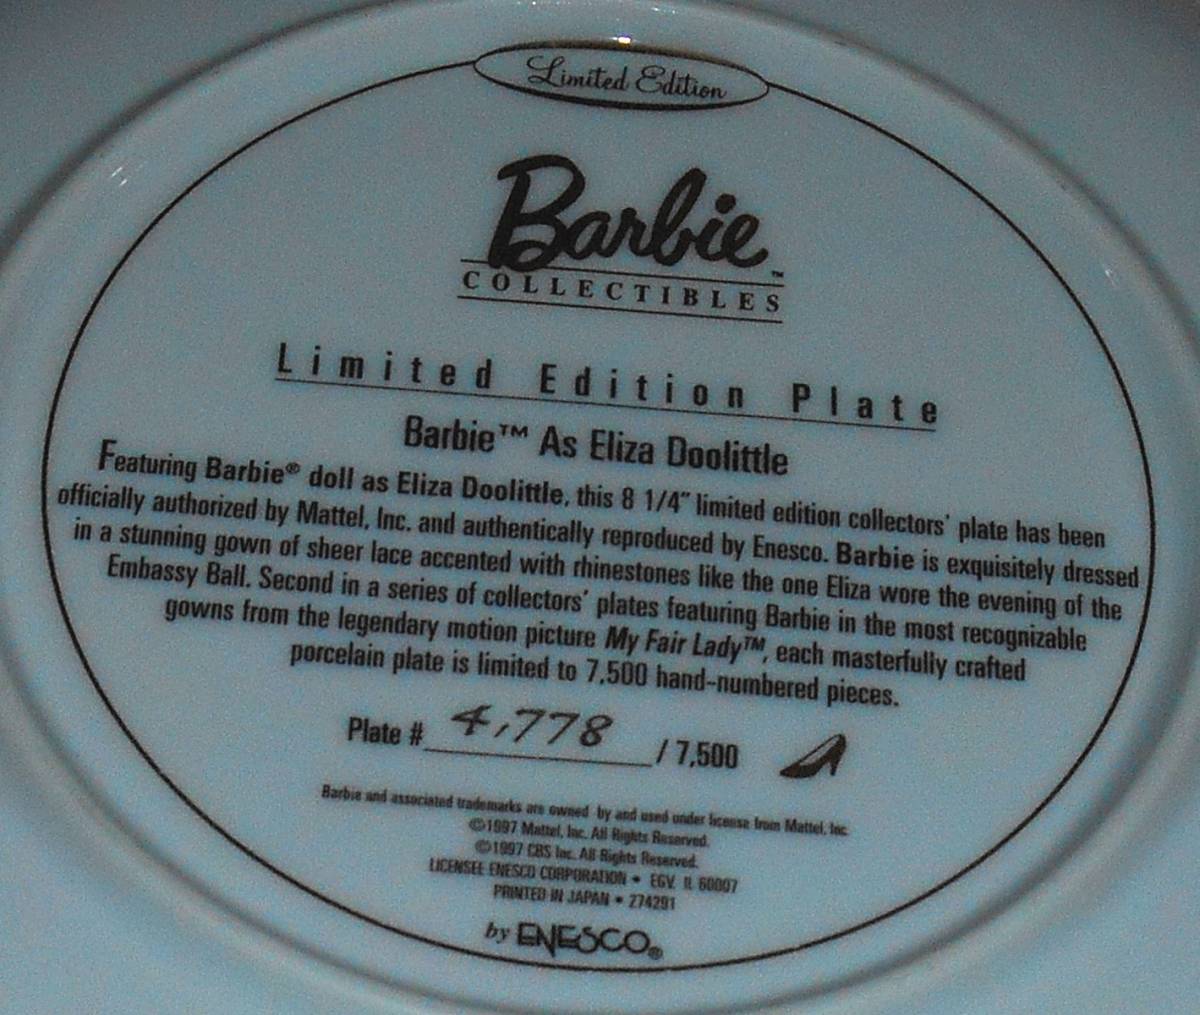 Limited Edition
Barbie™
COLLECTIBLES
Limited Edition Plate
Barbie™ As Eliza Doolittle
Featuring Barbie® doll as Eliza Doolittle, this 8 1/4" limited edition collectors' plate has been
officially authorized by Mattel, Inc. and authentically reproduced by Enesco. Barbie is exquisitely dressed
in a stunning gown of sheer lace accented with rhinestones like the one Eliza wore the evening of the
Embassy Ball. Second in a series of collectors' plates featuring Barbie in the most recognizable
gowns from the legendary motion picture My Fair Lady™, each masterfully crafted
porcelain plate is limited to 7,500 hand-numbered pieces.
Plate # 4,778 / 7,500
Barbie and associated trademarks are owned by and used under license from Mattel, Inc.
©1997 Mattel, Inc. All Rights Reserved.
©1997 CBS Inc. All Rights Reserved.
LICENSEE ENESCO CORPORATION • EGV. IL 60007
PRINTED IN JAPAN • 274291
by ENESCO®